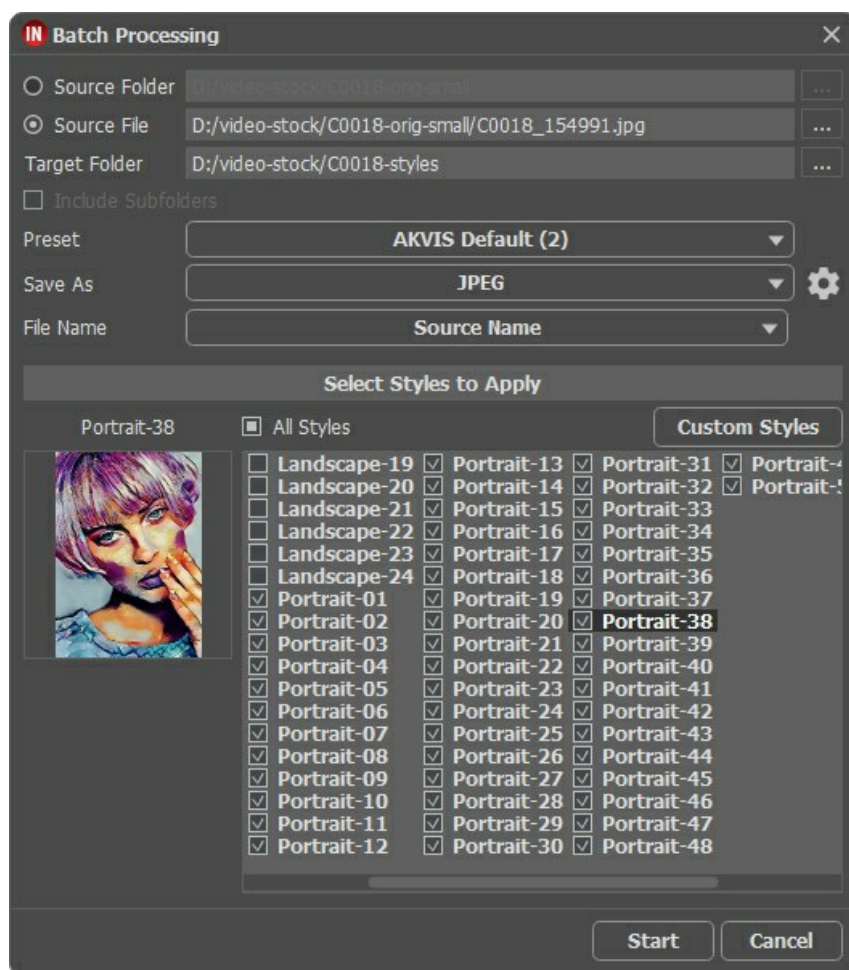 IN Batch Processing
Source Folder D:/video-stock/C0018-orig-small ...
Source File D:/video-stock/C0018-orig-small/C0018_154991.jpg ...
Target Folder D:/video-stock/C0018-styles ...
Include Subfolders
Preset AKVIS Default (2)
Save As JPEG
File Name Source Name
Select Styles to Apply
Portrait-38 All Styles Custom Styles
Landscape-19 Portrait-13 Portrait-31 Portrait-4
Landscape-20 Portrait-14 Portrait-32 Portrait-5
Landscape-21 Portrait-15 Portrait-33
Landscape-22 Portrait-16 Portrait-34
Landscape-23 Portrait-17 Portrait-35
Landscape-24 Portrait-18 Portrait-36
Portrait-01 Portrait-19 Portrait-37
Portrait-02 Portrait-20 Portrait-38
Portrait-03 Portrait-21 Portrait-39
Portrait-04 Portrait-22 Portrait-40
Portrait-05 Portrait-23 Portrait-41
Portrait-06 Portrait-24 Portrait-42
Portrait-07 Portrait-25 Portrait-43
Portrait-08 Portrait-26 Portrait-44
Portrait-09 Portrait-27 Portrait-45
Portrait-10 Portrait-28 Portrait-46
Portrait-11 Portrait-29 Portrait-47
Portrait-12 Portrait-30 Portrait-48
Start Cancel